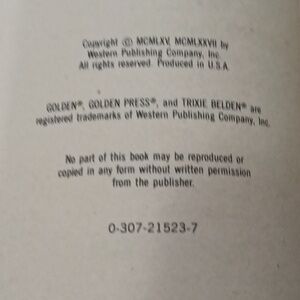 Copyright © MCMLXV, MCMLXXVII by
Western Publishing Company, Inc.
All rights reserved. Produced in U.S.A.
GOLDEN®, GOLDEN PRESS®, and TRIXIE BELDEN® are
registered trademarks of Western Publishing Company, Inc.
No part of this book may be reproduced or
copied in any form without written permission
from the publisher.
0-307-21523-7